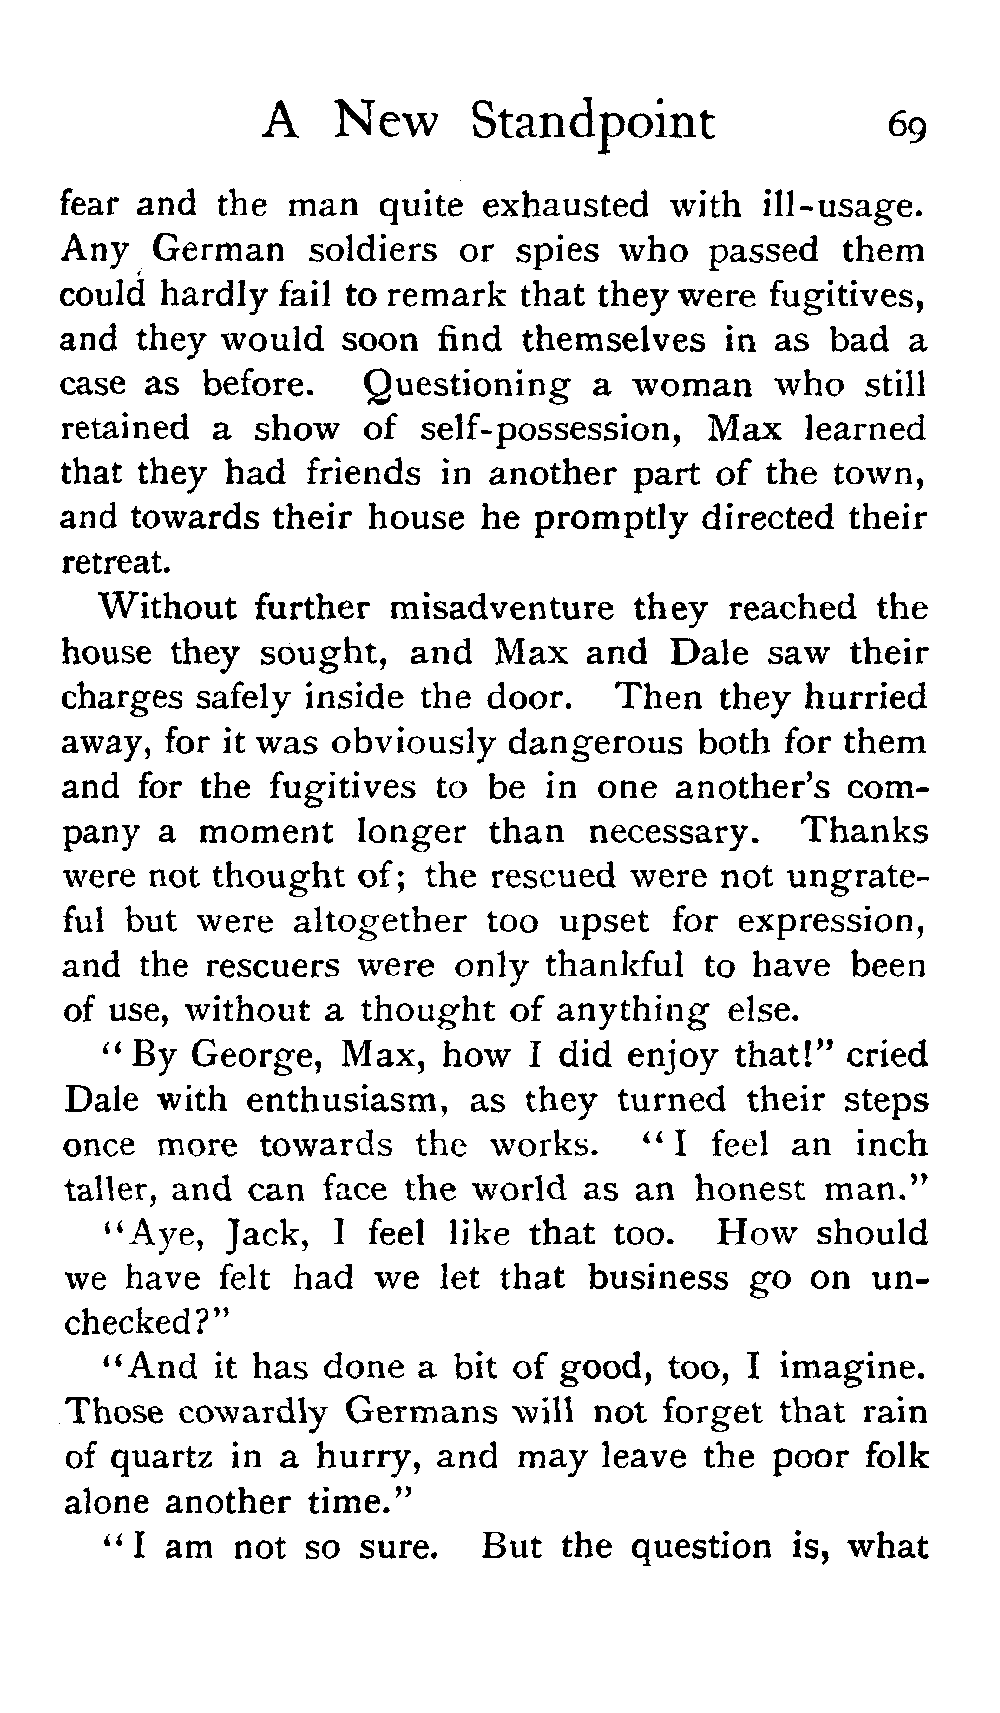 A New Standpoint 69
fear and the man quite exhausted with ill-usage.
Any German soldiers or spies who passed them
could hardly fail to remark that they were fugitives,
and they would soon find themselves in as bad a
case as before. Questioning a woman who still
retained a show of self-possession, Max learned
that they had friends in another part of the town,
and towards their house he promptly directed their
retreat.
Without further misadventure they reached the
house they sought, and Max and Dale saw their
charges safely inside the door. Then they hurried
away, for it was obviously dangerous both for them
and for the fugitives to be in one another's com-
pany a moment longer than necessary. Thanks
were not thought of; the rescued were not ungrate-
ful but were altogether too upset for expression,
and the rescuers were only thankful to have been
of use, without a thought of anything else.
"By George, Max, how I did enjoy that!" cried
Dale with enthusiasm, as they turned their steps
once more towards the works. "I feel an inch
taller, and can face the world as an honest man."
"Aye, Jack, I feel like that too. How should
we have felt had we let that business go on un-
checked?"
"And it has done a bit of good, too, I imagine.
Those cowardly Germans will not forget that rain
of quartz in a hurry, and may leave the poor folk
alone another time."
"I am not so sure. But the question is, what